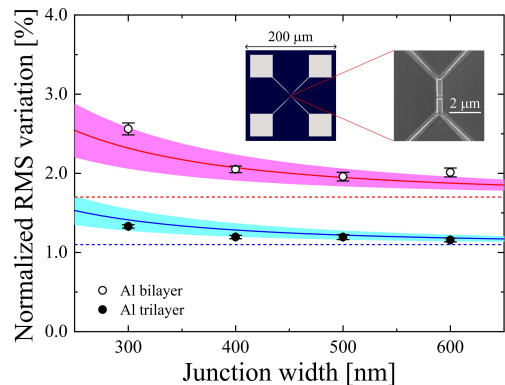 Normalized RMS variation [%]
4.0
3.0
2.0
1.0
0.0
200 μm
2 μm
Al bilayer
Al trilayer
300
400
500
600
Junction width [nm]